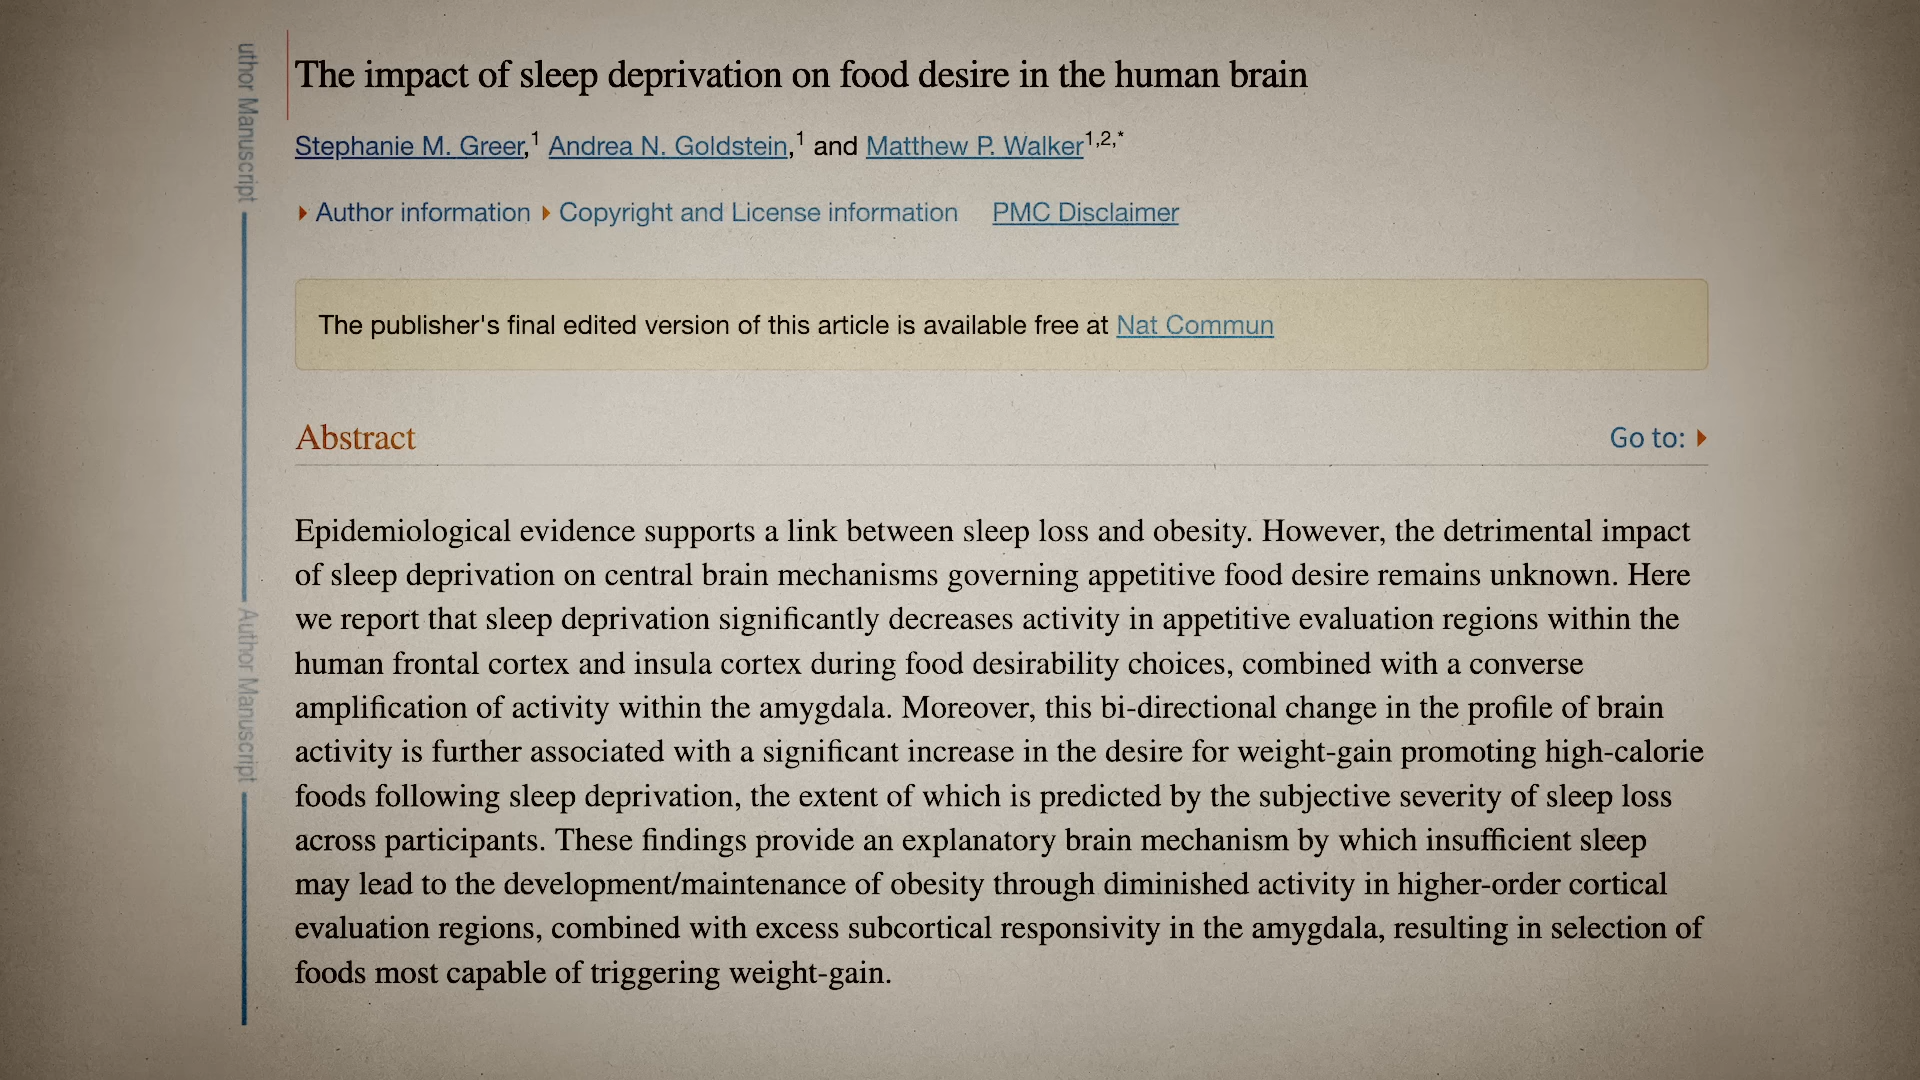 uthor Manuscript
Author Manuscript
The impact of sleep deprivation on food desire in the human brain
Stephanie M. Greer,1 Andrea N. Goldstein,1 and Matthew P. Walker1,2,*
Author information Copyright and License information PMC Disclaimer
The publisher's final edited version of this article is available free at Nat Commun
Abstract
Go to:
Epidemiological evidence supports a link between sleep loss and obesity. However, the detrimental impact
of sleep deprivation on central brain mechanisms governing appetitive food desire remains unknown. Here
we report that sleep deprivation significantly decreases activity in appetitive evaluation regions within the
human frontal cortex and insula cortex during food desirability choices, combined with a converse
amplification of activity within the amygdala. Moreover, this bi-directional change in the profile of brain
activity is further associated with a significant increase in the desire for weight-gain promoting high-calorie
foods following sleep deprivation, the extent of which is predicted by the subjective severity of sleep loss
across participants. These findings provide an explanatory brain mechanism by which insufficient sleep
may lead to the development/maintenance of obesity through diminished activity in higher-order cortical
evaluation regions, combined with excess subcortical responsivity in the amygdala, resulting in selection of
foods most capable of triggering weight-gain.